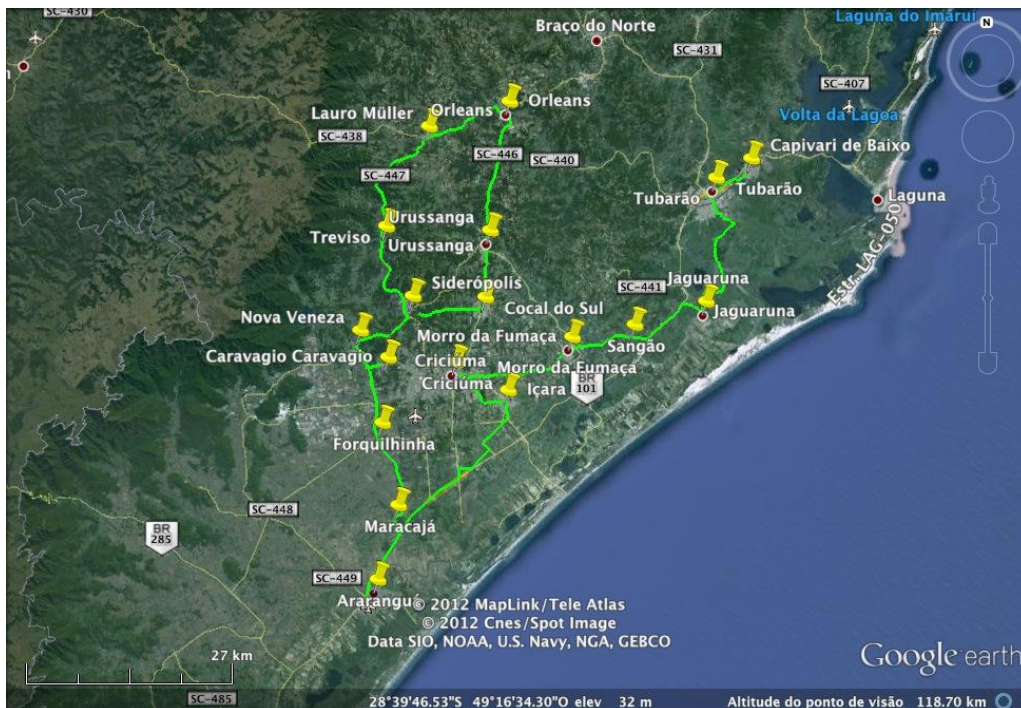 SC-430
Laguna do Imaruí
N
Braço do Norte
SC-431
SC-407
Volta da Lagoa
Orleans
Orleans
Lauro Müller
SC-438
SC-446
SC-440
Capivari de Baixo
SC-447
Tubarão
Tubarão
Laguna
Urussanga
Treviso
Urussanga
Estr. LAG-050
Siderópolis
SC-441
Jaguaruna
Nova Veneza
Cocal do Sul
Jaguaruna
Morro da Fumaça
Sangão
Caravagio Caravagio
Criciúma
Morro da Fumaça
Criciúma
Içara
BR
101
Forquilhinha
SC-448
Maracajá
BR
285
SC-449
Araranguá
© 2012 MapLink/Tele Atlas
© 2012 Cnes/Spot Image
Data SIO, NOAA, U.S. Navy, NGA, GEBCO
27 km
Google earth
SC-485
28°39'46.53"S 49°16'34.30"O elev 32 m
Altitude do ponto de visão 118.70 km